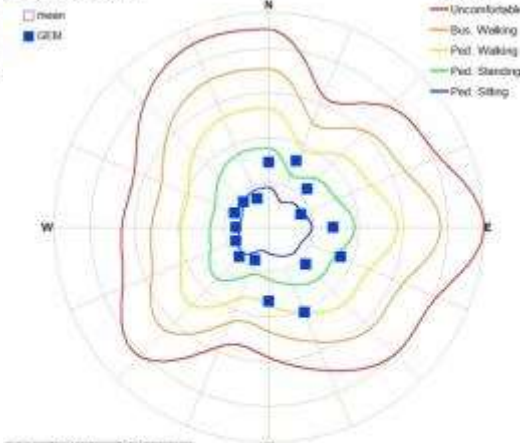 mean
GEM
N
Uncomfortable
Bus. Walking
Ped. Walking
Ped. Standing
Ped. Sitting
W
E